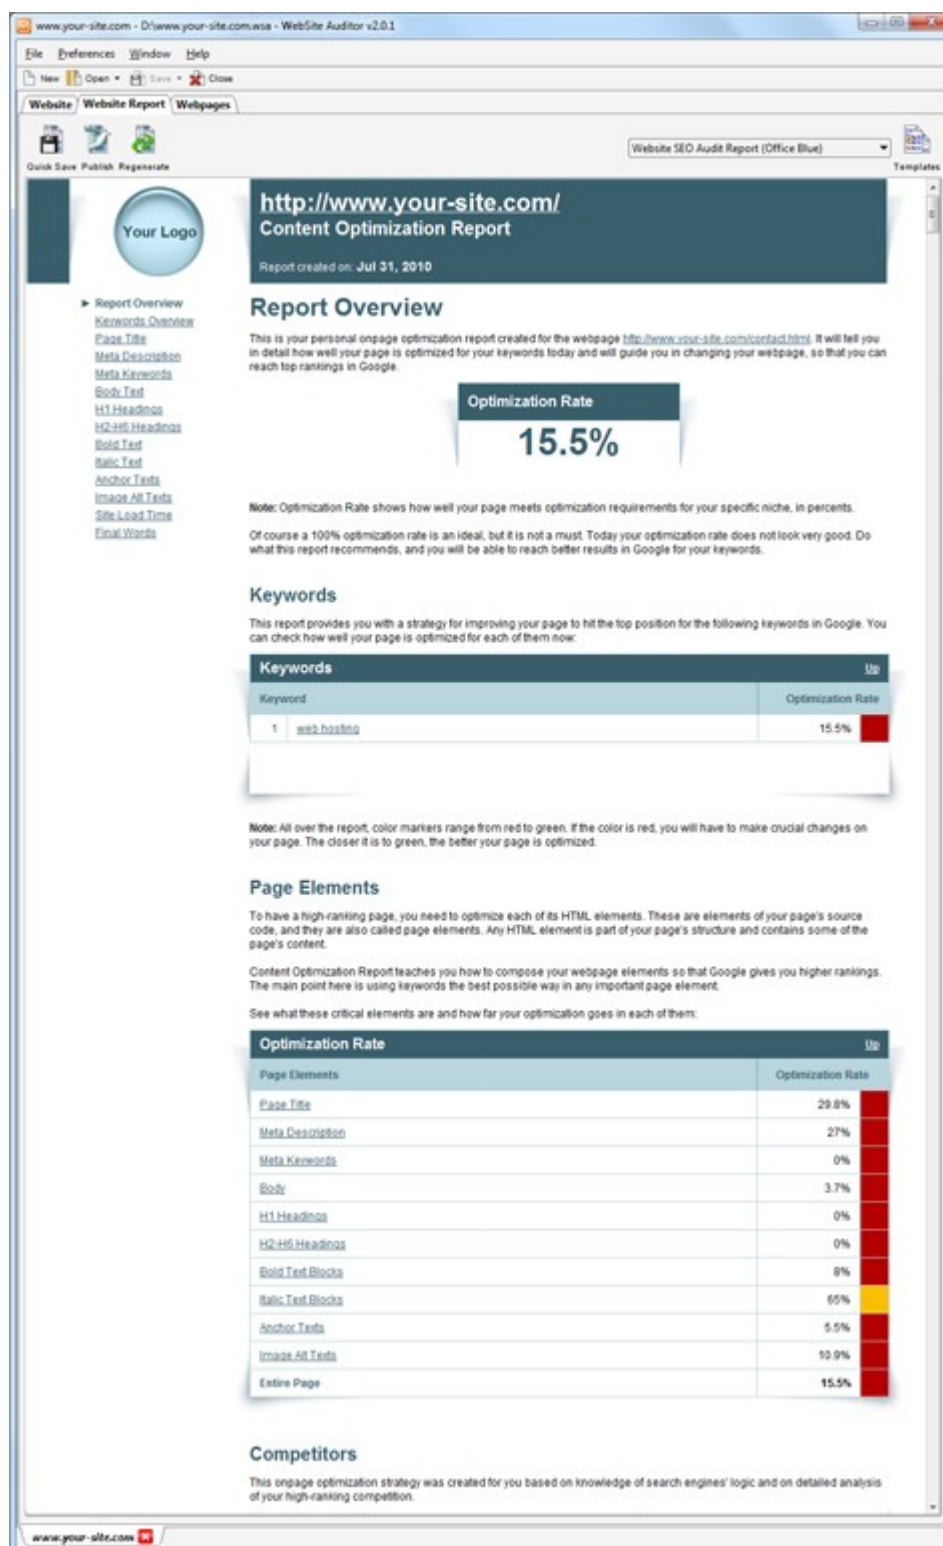 www.your-site.com - D:\www.your-site.com.wsa - WebSite Auditor v2.0.1
File Preferences Window Help
New Open Save Close
Website Website Report Webpages
Quick Save Publish Regenerate
Website SEO Audit Report (Office Blue)
Templates
Your Logo
http://www.your-site.com/
Content Optimization Report
Report created on: Jul 31, 2010
Report Overview
Keywords Overview
Page Title
Meta Description
Meta Keywords
Body Text
H1 Headings
H2-H6 Headings
Bold Text
Italic Text
Anchor Texts
Image Alt Texts
Site Load Time
Final Words
Report Overview
This is your personal onpage optimization report created for the webpage http://www.your-site.com/contact.html. It will tell you
in detail how well your page is optimized for your keywords today and will guide you in changing your webpage, so that you can
reach top rankings in Google.
Optimization Rate
15.5%
Note: Optimization Rate shows how well your page meets optimization requirements for your specific niche, in percents.
Of course a 100% optimization rate is an ideal, but it is not a must. Today your optimization rate does not look very good. Do
what this report recommends, and you will be able to reach better results in Google for your keywords.
Keywords
This report provides you with a strategy for improving your page to hit the top position for the following keywords in Google. You
can check how well your page is optimized for each of them now:
Keywords Up
Keyword Optimization Rate
1 web hosting 15.5%
Note: All over the report, color markers range from red to green. If the color is red, you will have to make crucial changes on
your page. The closer it is to green, the better your page is optimized.
Page Elements
To have a high-ranking page, you need to optimize each of its HTML elements. These are elements of your page's source
code, and they are also called page elements. Any HTML element is part of your page's structure and contains some of the
page's content.
Content Optimization Report teaches you how to compose your webpage elements so that Google gives you higher rankings.
The main point here is using keywords the best possible way in any important page element.
See what these critical elements are and how far your optimization goes in each of them:
Optimization Rate Up
Page Elements Optimization Rate
Page Title 29.8%
Meta Description 27%
Meta Keywords 0%
Body 3.7%
H1 Headings 0%
H2-H6 Headings 0%
Bold Text Blocks 8%
Italic Text Blocks 65%
Anchor Texts 5.5%
Image Alt Texts 10.9%
Entire Page 15.5%
Competitors
This onpage optimization strategy was created for you based on knowledge of search engines' logic and on detailed analysis
of your high-ranking competition.
www.your-site.com